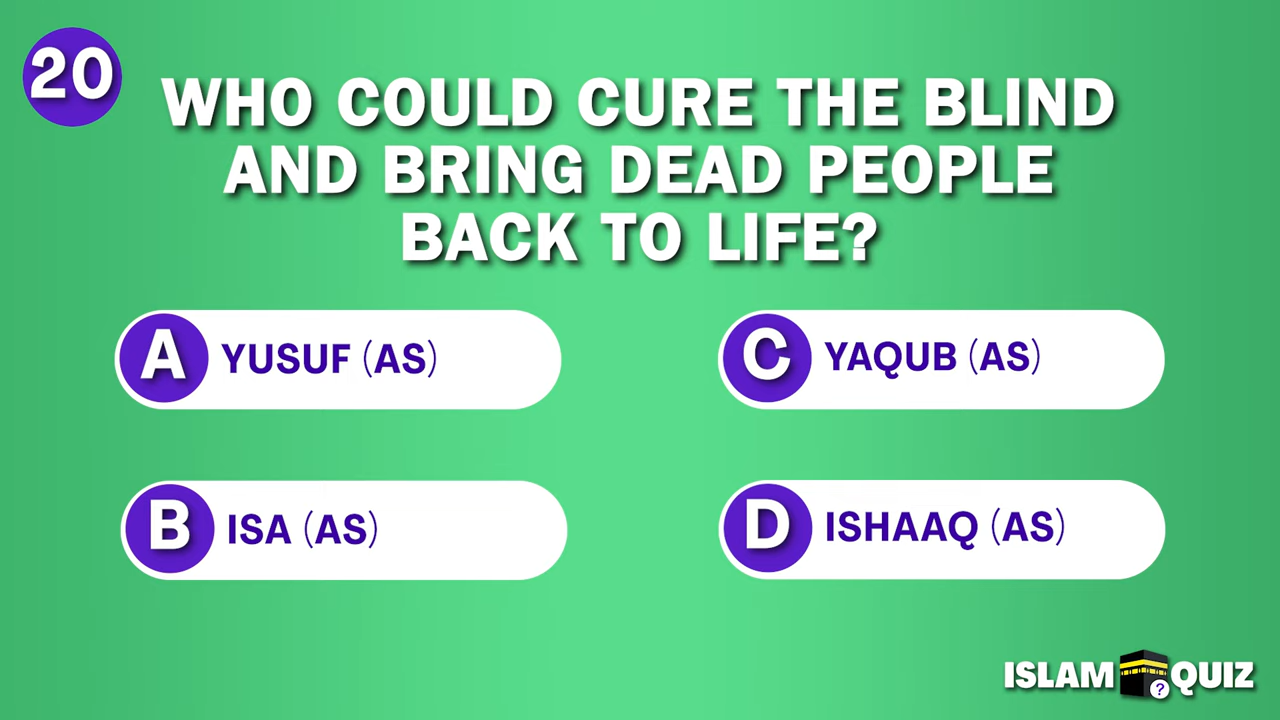 20
WHO COULD CURE THE BLIND
AND BRING DEAD PEOPLE
BACK TO LIFE?
A YUSUF (AS)
C YAQUB (AS)
B ISA (AS)
D ISHAAQ (AS)
ISLAM ? QUIZ